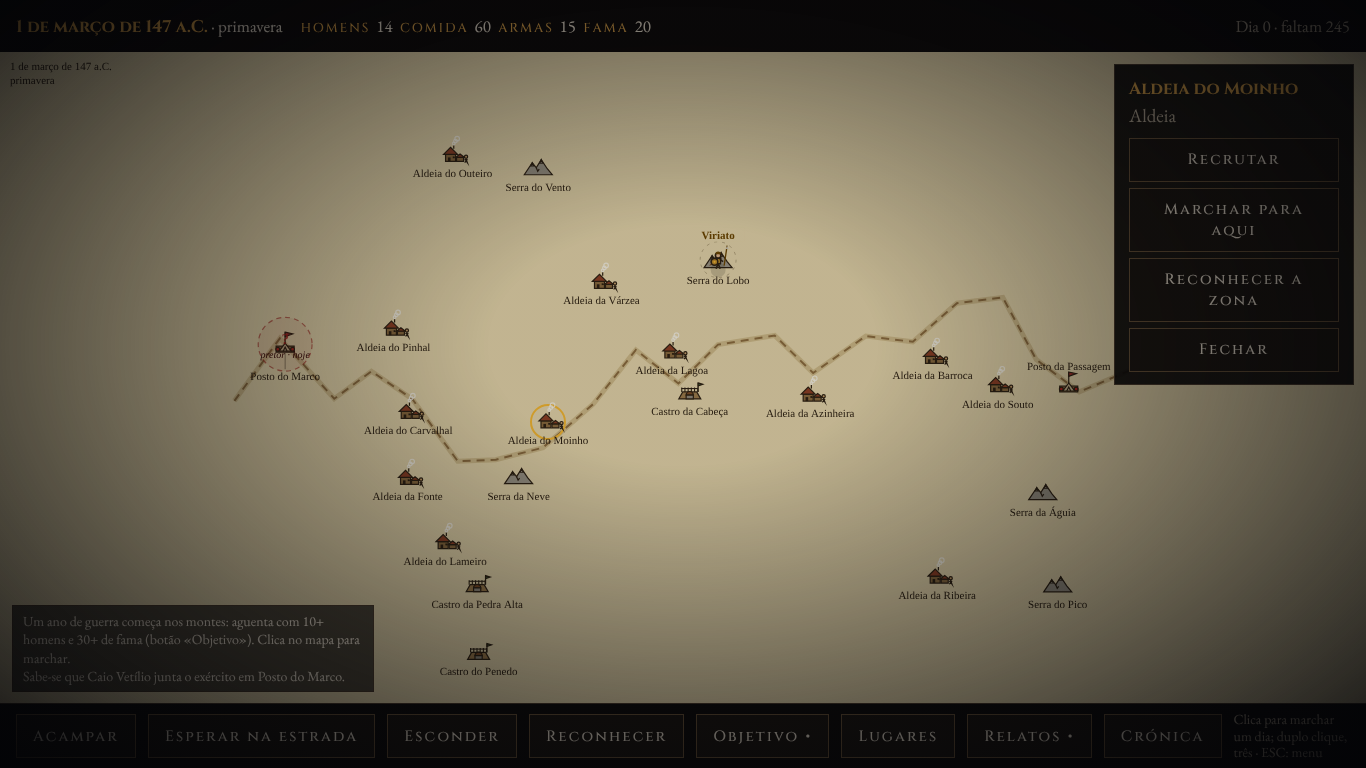 1 DE MARÇO DE 147 A.C. · primavera HOMENS 14 COMIDA 60 ARMAS 15 FAMA 20
Dia 0 · faltam 245
1 de março de 147 a.C.
primavera
ALDEIA DO MOINHO
Aldeia
RECRUTAR
MARCHAR PARA
AQUI
RECONHECER A
ZONA
FECHAR
Aldeia do Outeiro
Serra do Vento
Viriato
Serra do Lobo
Aldeia da Várzea
Aldeia do Pinhal
pretor · hoje
Posto do Marco
Aldeia da Lagoa
Posto da Passagem
Aldeia da Barroca
Aldeia do Souto
Castro da Cabeça
Aldeia da Azinheira
Aldeia do Carvalhal
Aldeia do Moinho
Aldeia da Fonte
Serra da Neve
Serra da Águia
Aldeia do Lameiro
Aldeia da Ribeira
Serra do Pico
Castro da Pedra Alta
Castro do Penedo
Um ano de guerra começa nos montes: aguenta com 10+
homens e 30+ de fama (botão «Objetivo»). Clica no mapa para
marchar.
Sabe-se que Caio Vetílio junta o exército em Posto do Marco.
ACAMPAR
ESPERAR NA ESTRADA
ESCONDER
RECONHECER
OBJETIVO •
LUGARES
RELATOS •
CRÓNICA
Clica para marchar
um dia; duplo clique,
três · ESC: menu